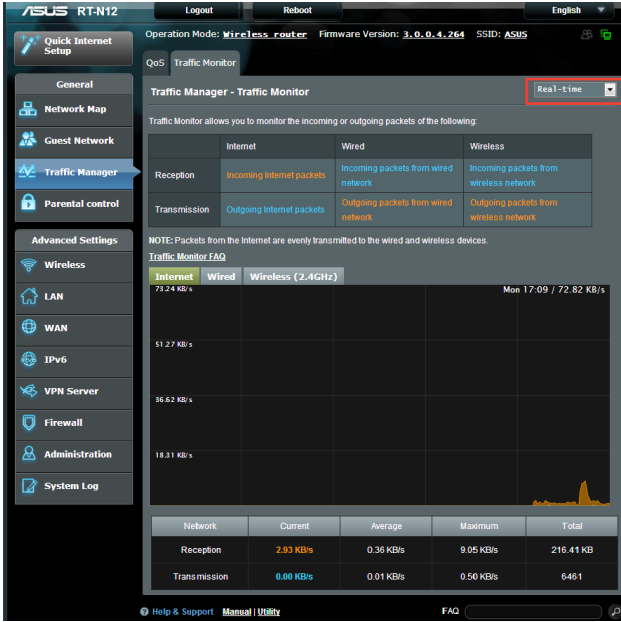 ASUS RT-N12 Logout Reboot English
Quick Internet Setup
Operation Mode: Wireless router Firmware Version: 3.0.0.4.264 SSID: ASUS
QoS Traffic Monitor
General
Network Map
Guest Network
Traffic Manager
Parental control
Advanced Settings
Wireless
LAN
WAN
IPv6
VPN Server
Firewall
Administration
System Log
Traffic Manager - Traffic Monitor
Real-time
Traffic Monitor allows you to monitor the incoming or outgoing packets of the following:
Internet Wired Wireless
Reception Incoming Internet packets Incoming packets from wired network Incoming packets from wireless network
Transmission Outgoing Internet packets Outgoing packets from wired network Outgoing packets from wireless network
NOTE: Packets from the Internet are evenly transmitted to the wired and wireless devices.
Traffic Monitor FAQ
Internet Wired Wireless (2.4GHz)
73.24 KB/s Mon 17:09 / 72.82 KB/s
51.27 KB/s
36.62 KB/s
18.31 KB/s
Network Current Average Maximum Total
Reception 2.93 KB/s 0.36 KB/s 9.05 KB/s 216.41 KB
Transmission 0.00 KB/s 0.01 KB/s 0.50 KB/s 6461
Help & Support Manual | Utility FAQ